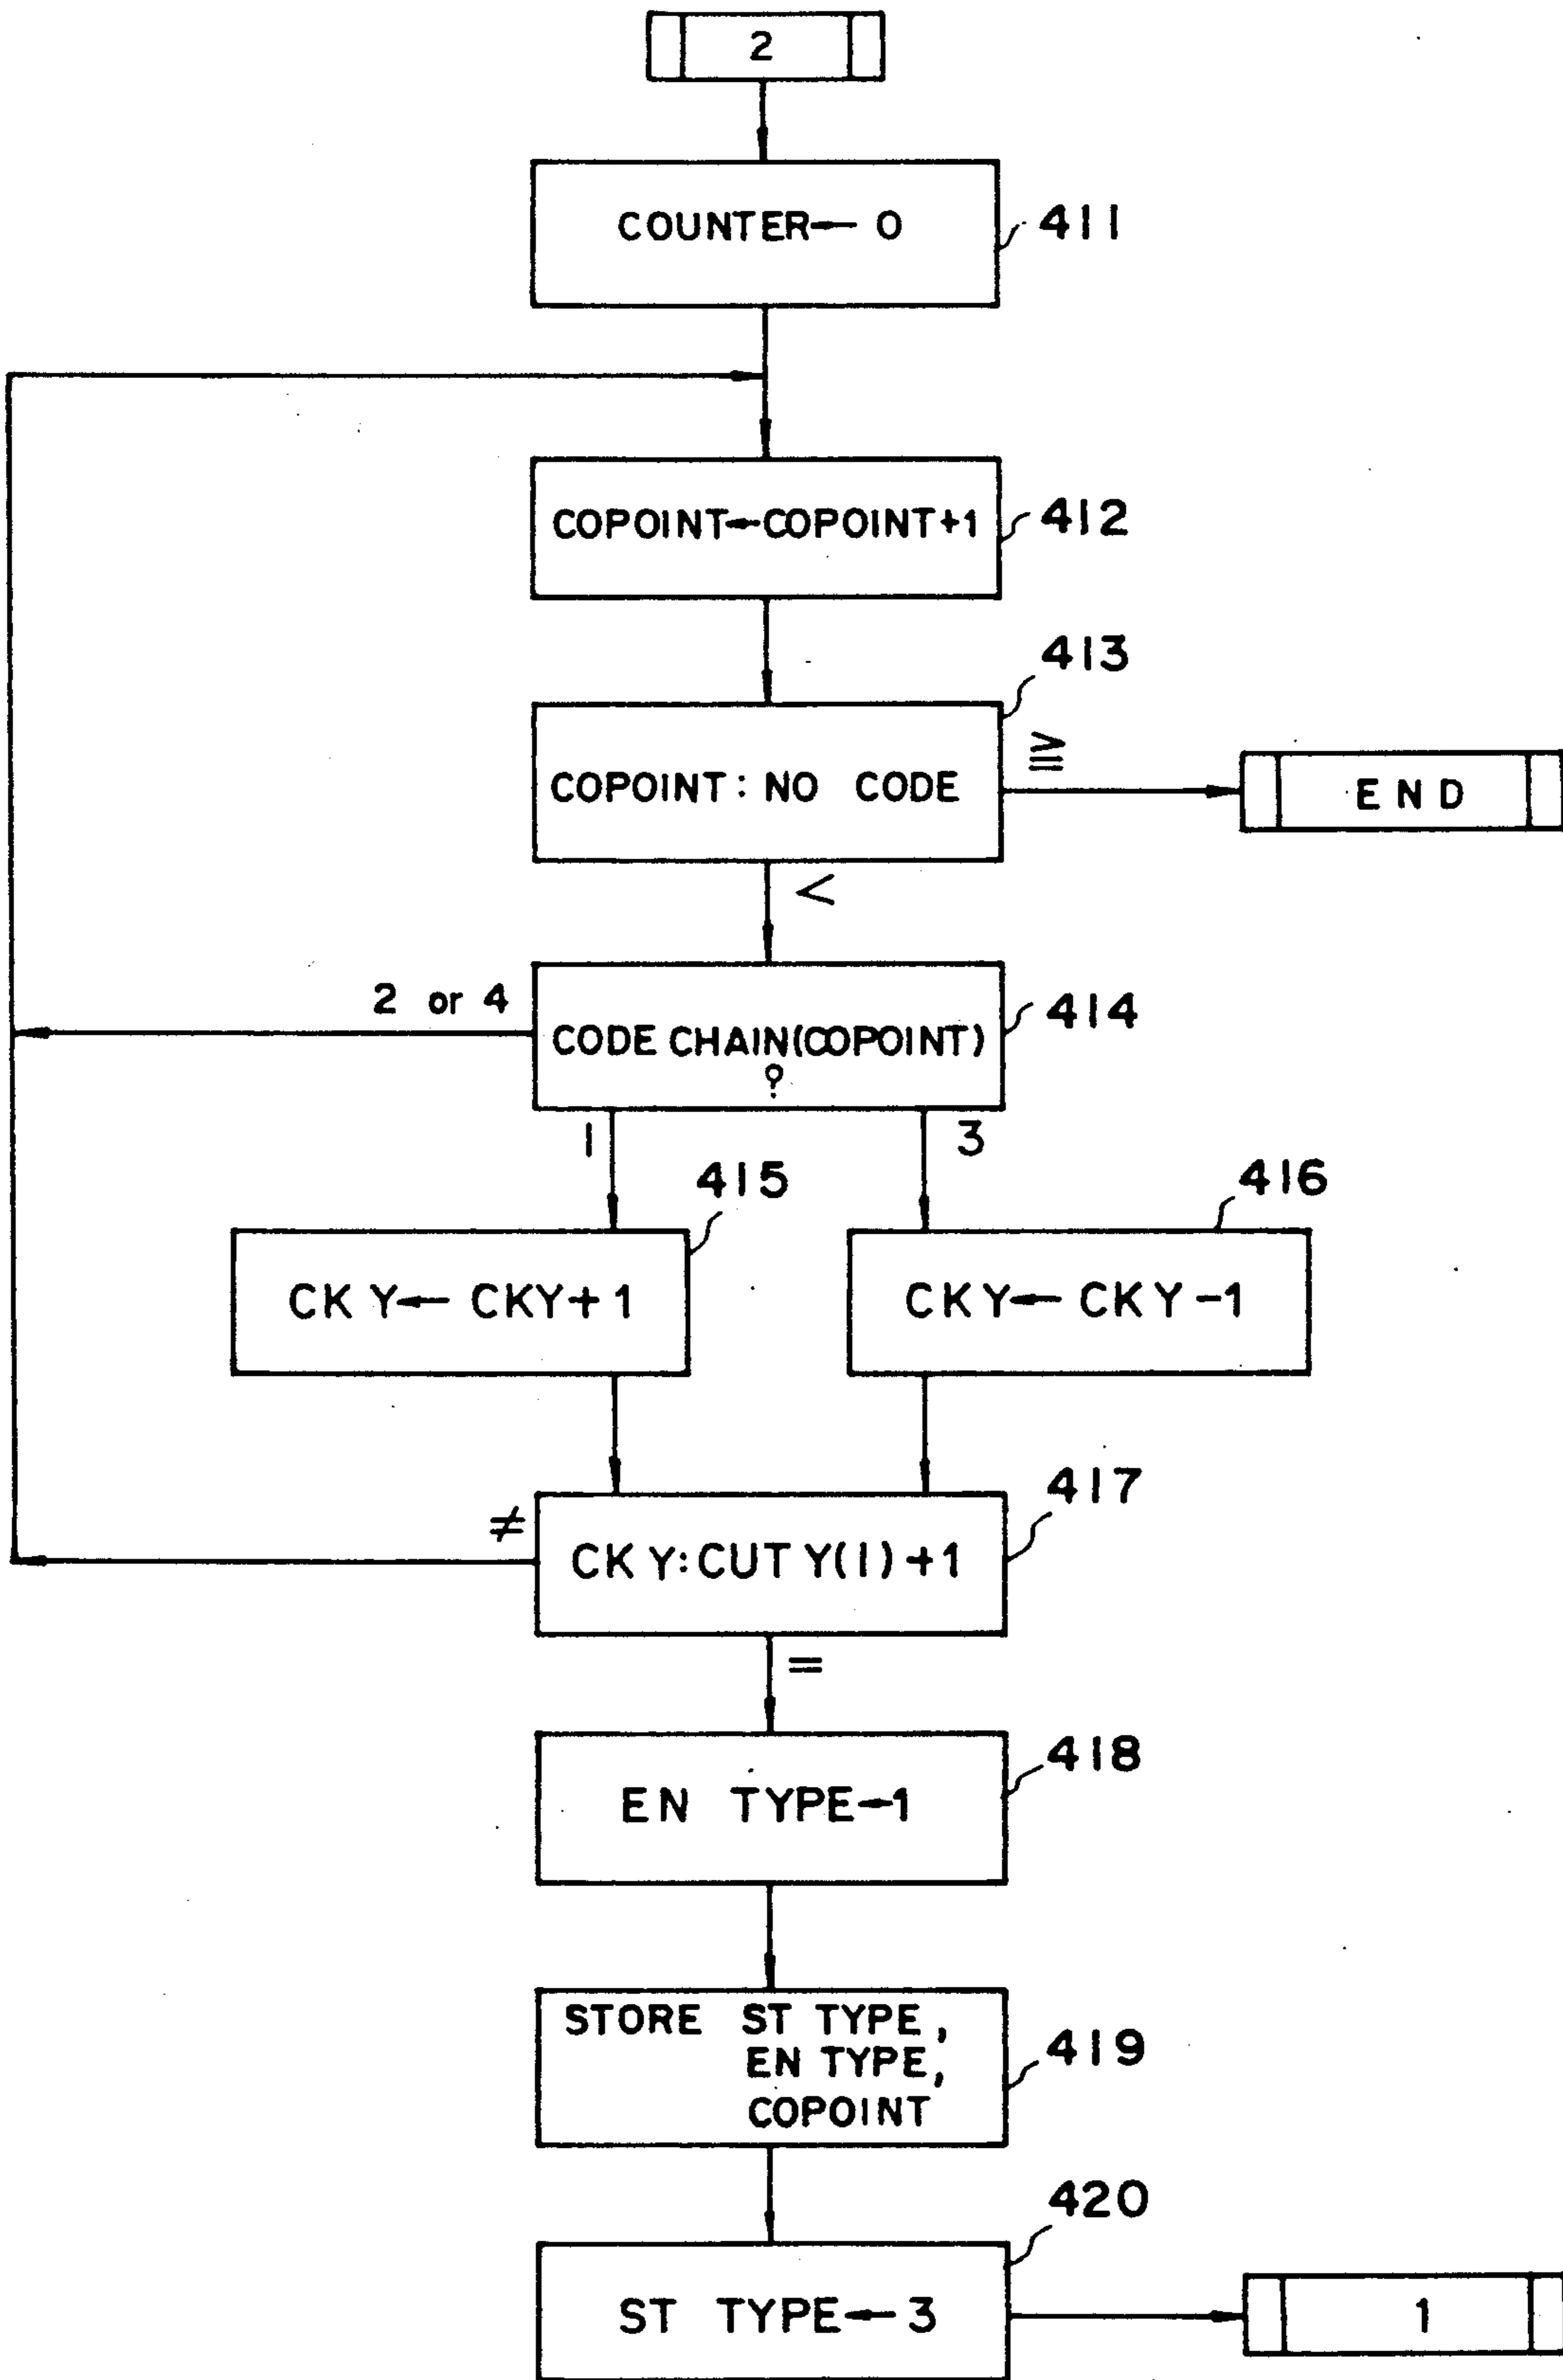 2
COUNTER← 0
411
COPOINT←COPOINT+1
412
413
COPOINT : NO CODE
≧
END
<
2 or 4
CODE CHAIN(COPOINT)
?
414
1
3
415
416
CKY← CKY+1
CKY← CKY-1
417
≠
CKY:CUTY(1)+1
=
418
EN TYPE←1
STORE ST TYPE,
EN TYPE,
COPOINT
419
420
ST TYPE←3
1